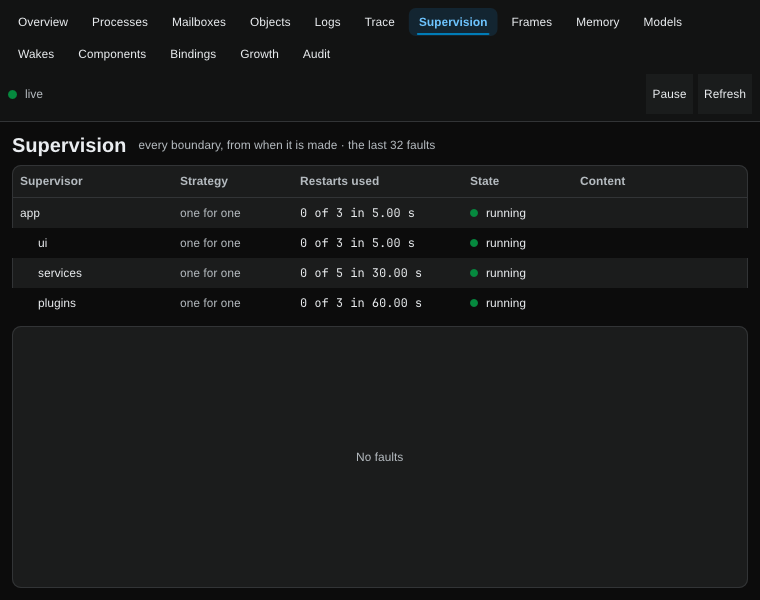 Overview Processes Mailboxes Objects Logs Trace Supervision Frames Memory Models
Wakes Components Bindings Growth Audit
live Pause Refresh
Supervision every boundary, from when it is made · the last 32 faults
Supervisor Strategy Restarts used State Content
app one for one 0 of 3 in 5.00 s running
ui one for one 0 of 3 in 5.00 s running
services one for one 0 of 5 in 30.00 s running
plugins one for one 0 of 3 in 60.00 s running
No faults